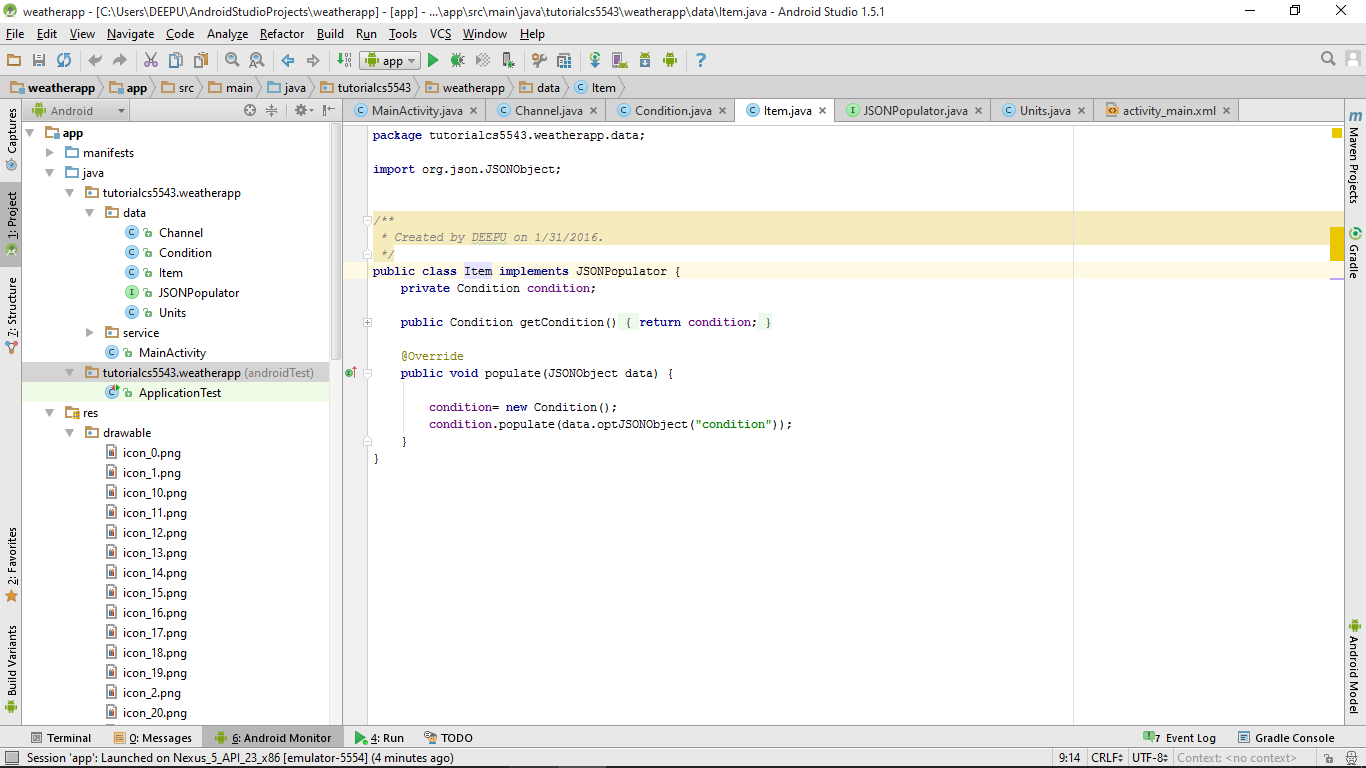 weatherapp - [C:\Users\DEEPU\AndroidStudioProjects\weatherapp] - [app] - ...\app\src\main\java\tutorialcs5543\weatherapp\data\Item.java - Android Studio 1.5.1
File Edit View Navigate Code Analyze Refactor Build Run Tools VCS Window Help
app
weatherapp app src main java tutorialcs5543 weatherapp data Item
Android
MainActivity.java Channel.java Condition.java Item.java JSONPopulator.java Units.java activity_main.xml
Captures
1: Project
7: Structure
2: Favorites
Build Variants
app
manifests
java
tutorialcs5543.weatherapp
data
Channel
Condition
Item
JSONPopulator
Units
service
MainActivity
tutorialcs5543.weatherapp (androidTest)
ApplicationTest
res
drawable
icon_0.png
icon_1.png
icon_10.png
icon_11.png
icon_12.png
icon_13.png
icon_14.png
icon_15.png
icon_16.png
icon_17.png
icon_18.png
icon_19.png
icon_2.png
icon_20.png
package tutorialcs5543.weatherapp.data;
import org.json.JSONObject;
/**
* Created by DEEPU on 1/31/2016.
*/
public class Item implements JSONPopulator {
private Condition condition;
public Condition getCondition() { return condition; }
@Override
public void populate(JSONObject data) {
condition= new Condition();
condition.populate(data.optJSONObject("condition"));
}
}
Maven Projects
Gradle
Android Model
Terminal 0: Messages 6: Android Monitor 4: Run TODO 7 Event Log Gradle Console
Session 'app': Launched on Nexus_5_API_23_x86 [emulator-5554] (4 minutes ago) 9:14 CRLF UTF-8 Context: <no context>